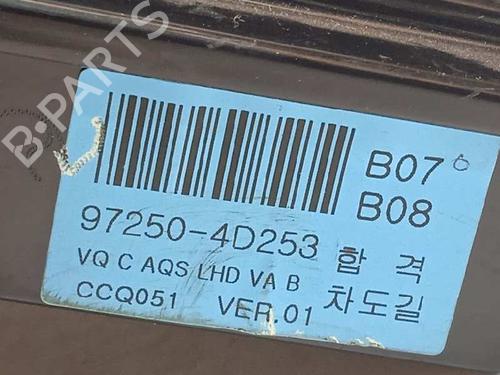 B-PARTS
B07
B08
97250-4D253 합 격
VQ C AQS LHD VA B
CCQ051 VER.01 차도길